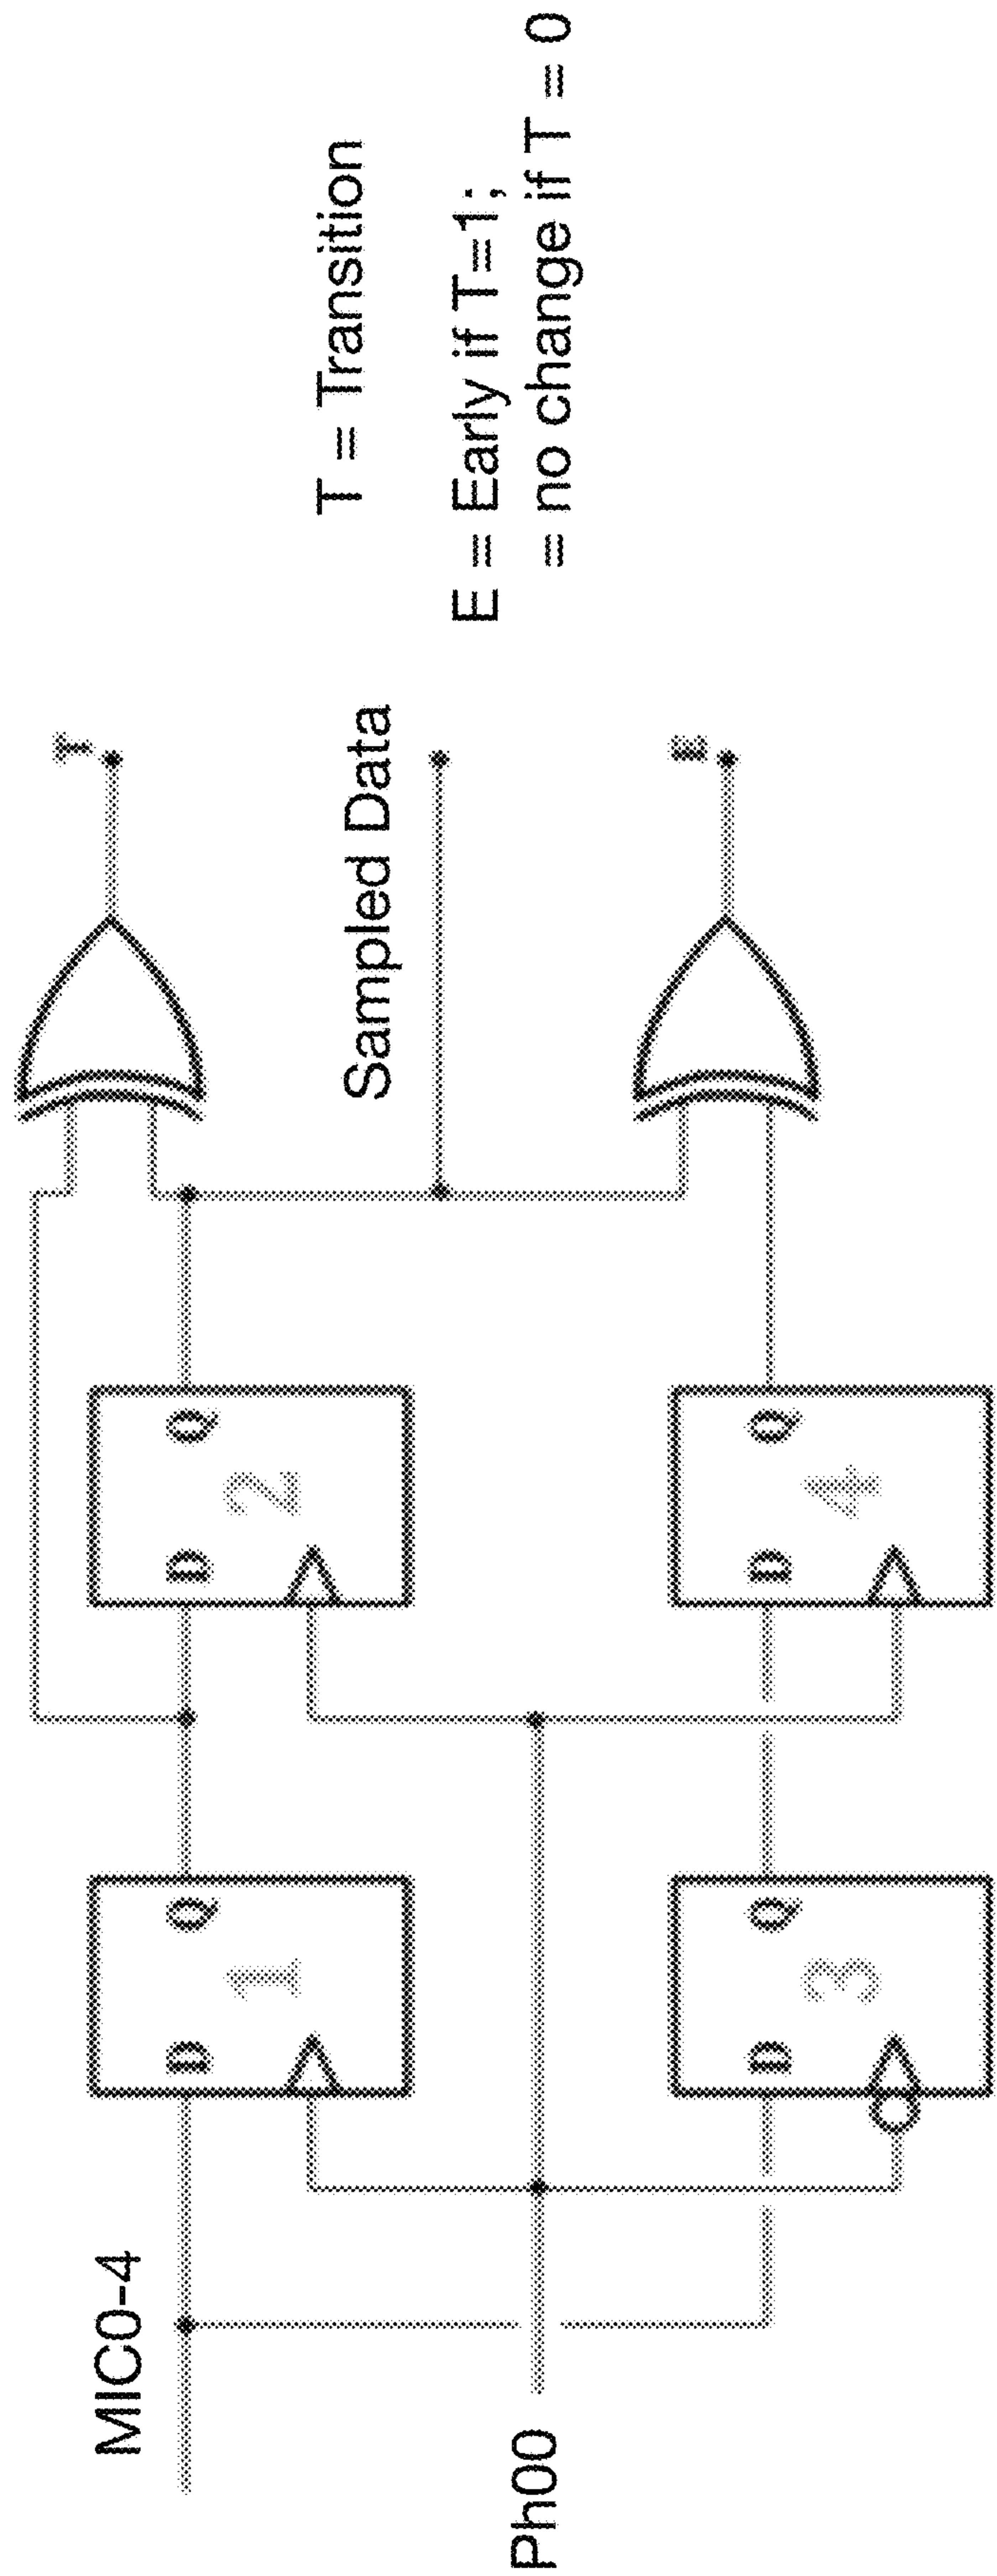 MIC0-4
Ph00
D Q
1
D Q
2
D Q
3
D Q
4
T
Sampled Data
E
T = Transition
E = Early if T=1;
= no change if T = 0